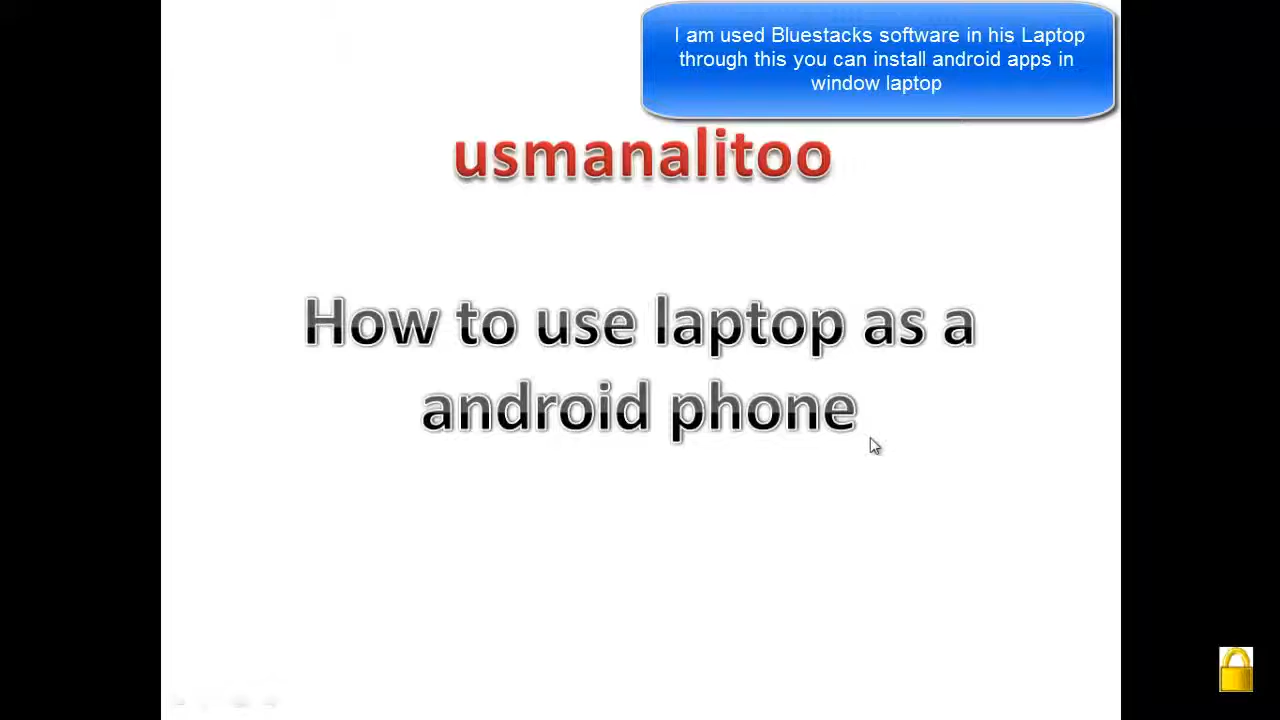 I am used Bluestacks software in his Laptop
through this you can install android apps in
window laptop
usmanalitoo
How to use laptop as a
android phone